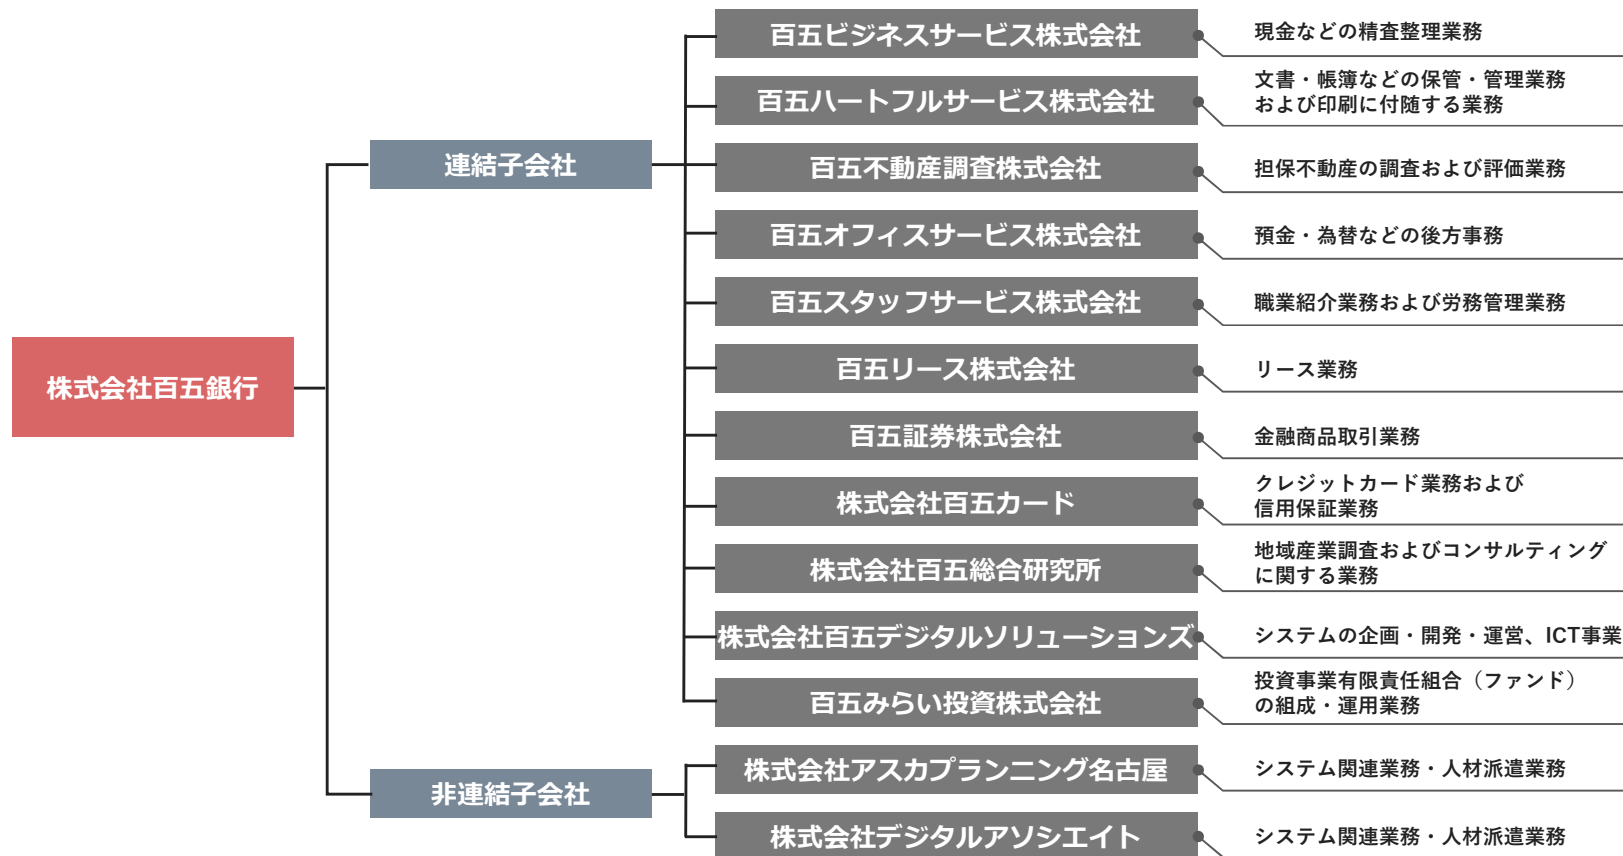 株式会社百五銀行
連結子会社
百五ビジネスサービス株式会社
現金などの精査整理業務
百五ハートフルサービス株式会社
文書・帳簿などの保管・管理業務
および印刷に付随する業務
百五不動産調査株式会社
担保不動産の調査および評価業務
百五オフィスサービス株式会社
預金・為替などの後方事務
百五スタッフサービス株式会社
職業紹介業務および労務管理業務
百五リース株式会社
リース業務
百五証券株式会社
金融商品取引業務
株式会社百五カード
クレジットカード業務および
信用保証業務
株式会社百五総合研究所
地域産業調査およびコンサルティング
に関する業務
株式会社百五デジタルソリューションズ
システムの企画・開発・運営、ICT事業
百五みらい投資株式会社
投資事業有限責任組合（ファンド）
の組成・運用業務
非連結子会社
株式会社アスカプランニング名古屋
システム関連業務・人材派遣業務
株式会社デジタルアソシエイト
システム関連業務・人材派遣業務